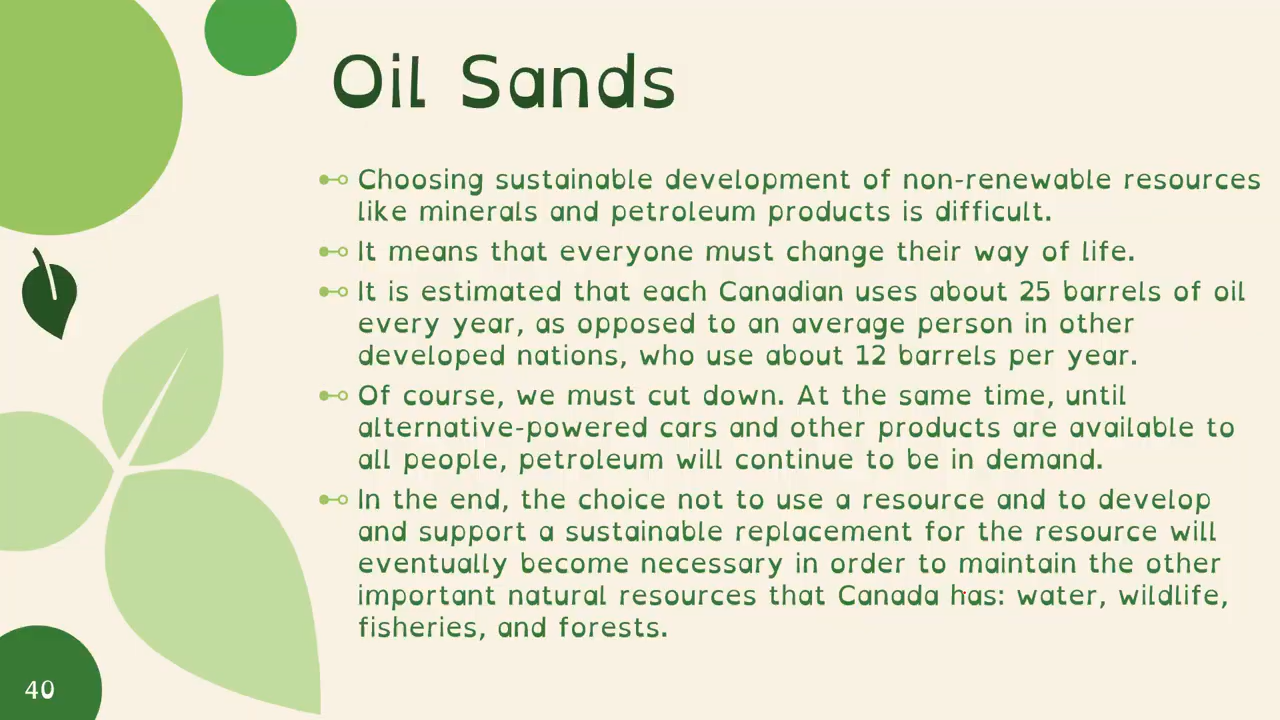 Oil Sands
Choosing sustainable development of non-renewable resources
like minerals and petroleum products is difficult.
It means that everyone must change their way of life.
It is estimated that each Canadian uses about 25 barrels of oil
every year, as opposed to an average person in other
developed nations, who use about 12 barrels per year.
Of course, we must cut down. At the same time, until
alternative-powered cars and other products are available to
all people, petroleum will continue to be in demand.
In the end, the choice not to use a resource and to develop
and support a sustainable replacement for the resource will
eventually become necessary in order to maintain the other
important natural resources that Canada has: water, wildlife,
fisheries, and forests.
40